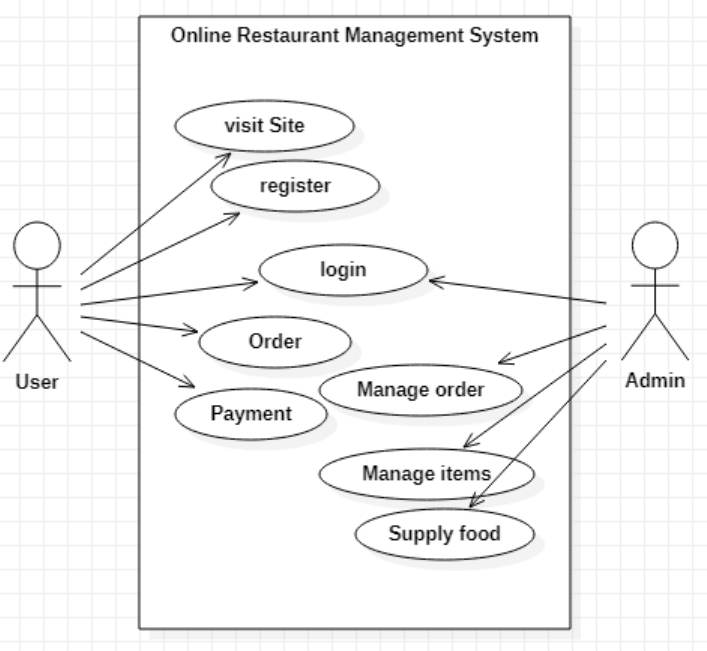 Online Restaurant Management System
visit Site
register
login
Order
Payment
Manage order
Manage items
Supply food
User
Admin